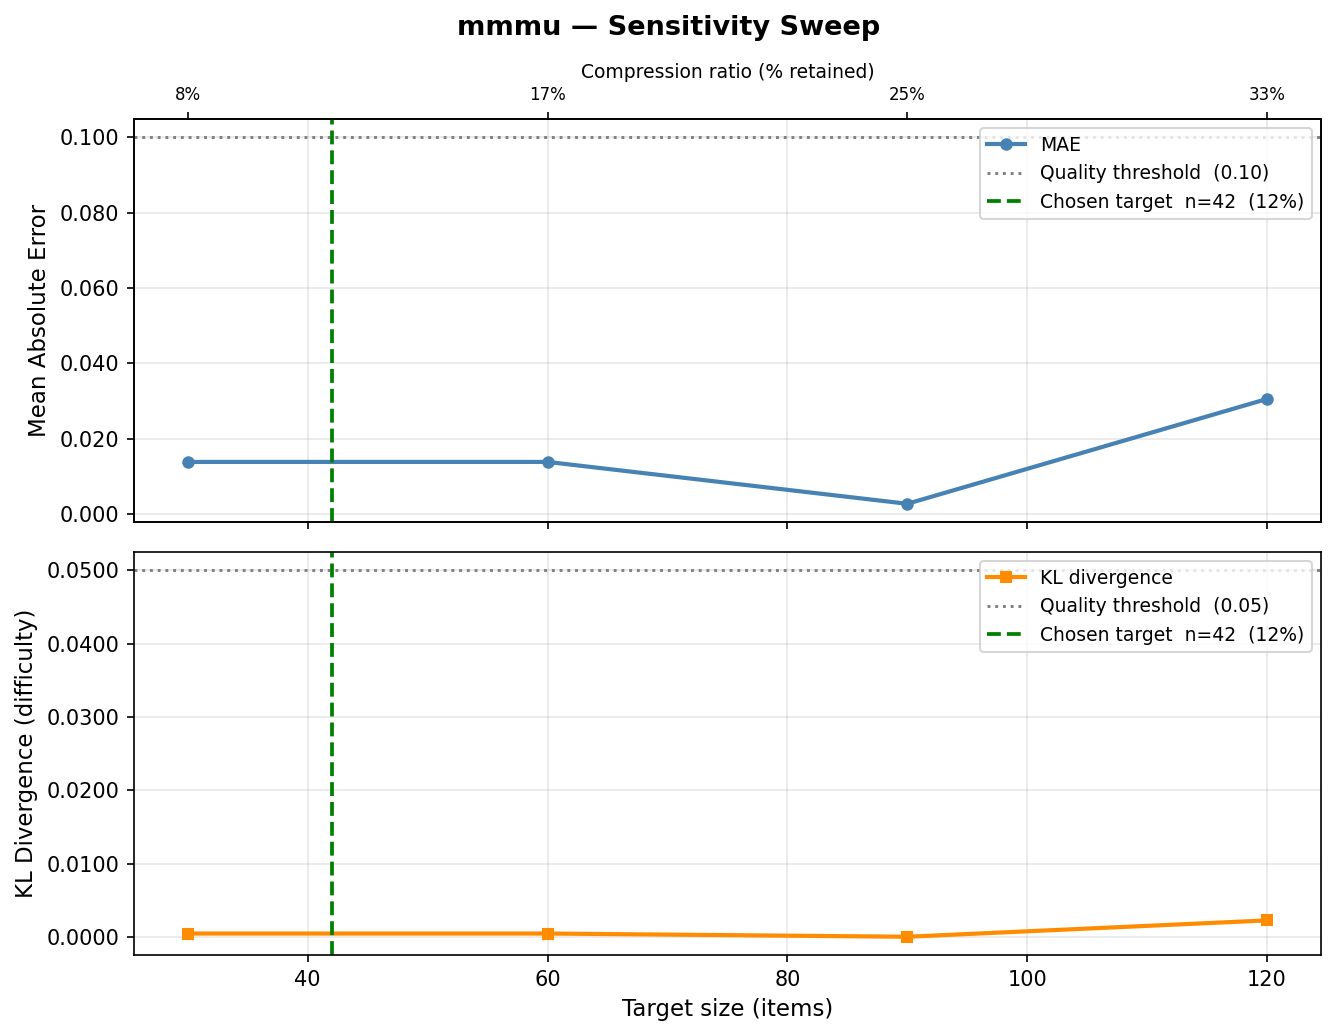 mmmu — Sensitivity Sweep
Compression ratio (% retained)
8% 17% 25% 33%
Mean Absolute Error
0.100
0.080
0.060
0.040
0.020
0.000
MAE
Quality threshold (0.10)
Chosen target n=42 (12%)
KL Divergence (difficulty)
0.0500
0.0400
0.0300
0.0200
0.0100
0.0000
KL divergence
Quality threshold (0.05)
Chosen target n=42 (12%)
40 60 80 100 120
Target size (items)